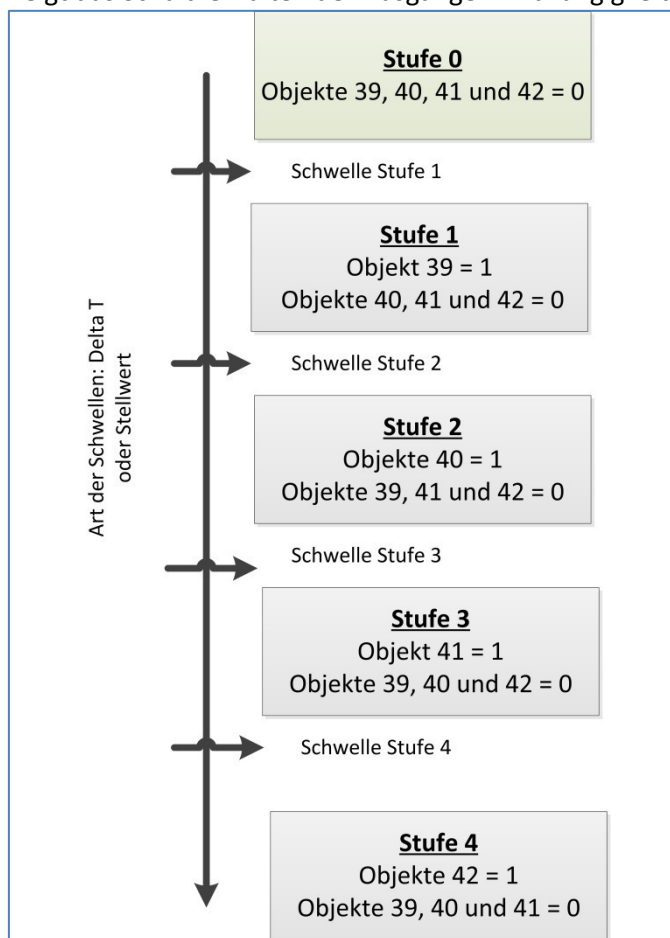 Stufe 0
Objekte 39, 40, 41 und 42 = 0
Schwelle Stufe 1
Stufe 1
Objekt 39 = 1
Objekte 40, 41 und 42 = 0
Art der Schwellen: Delta T
oder Stellwert
Schwelle Stufe 2
Stufe 2
Objekte 40 = 1
Objekte 39, 41 und 42 = 0
Schwelle Stufe 3
Stufe 3
Objekt 41 = 1
Objekte 39, 40 und 42 = 0
Schwelle Stufe 4
Stufe 4
Objekte 42 = 1
Objekte 39, 40 und 41 = 0